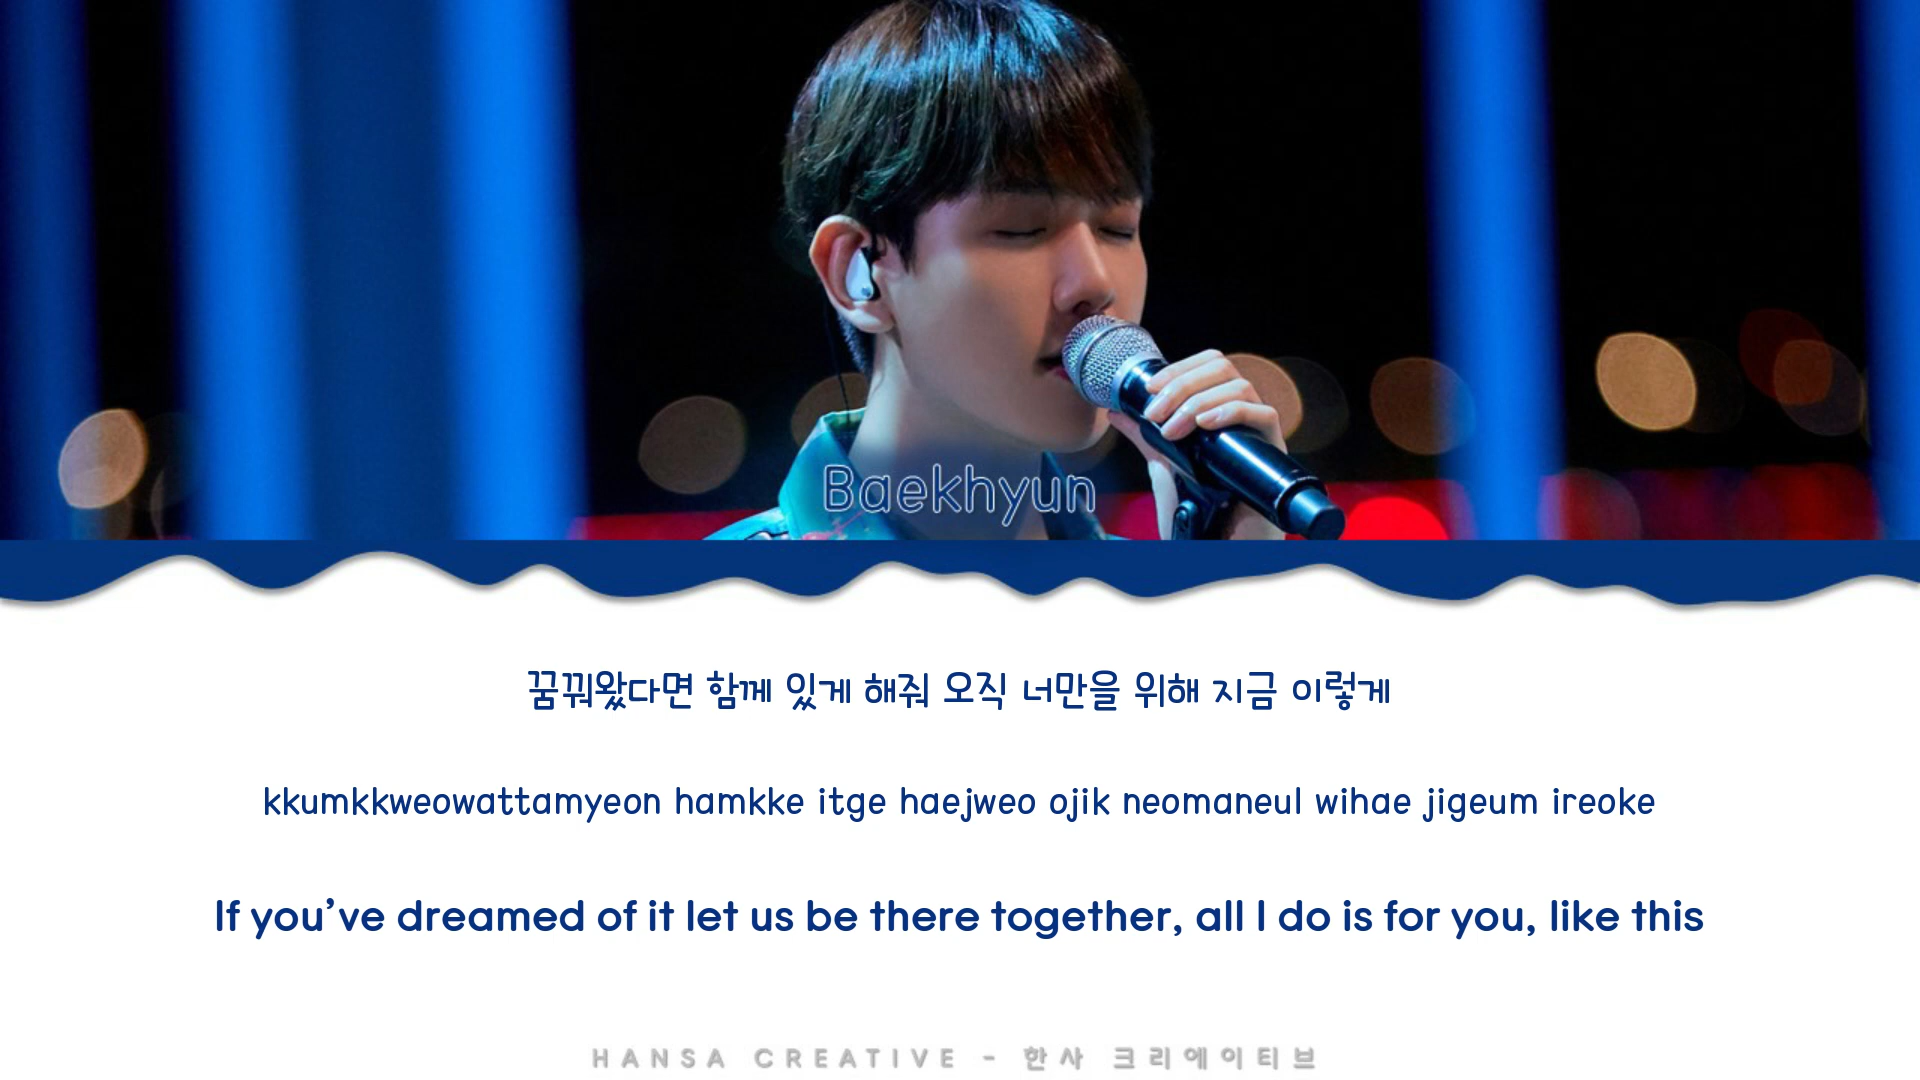 Baekhyun
꿈꿔왔다면 함께 있게 해줘 오직 너만을 위해 지금 이렇게
kkumkkweowattamyeon hamkke itge haejweo ojik neomaneul wihae jigeum ireoke
If you’ve dreamed of it let us be there together, all I do is for you, like this
HANSA CREATIVE - 한사 크리에이티브